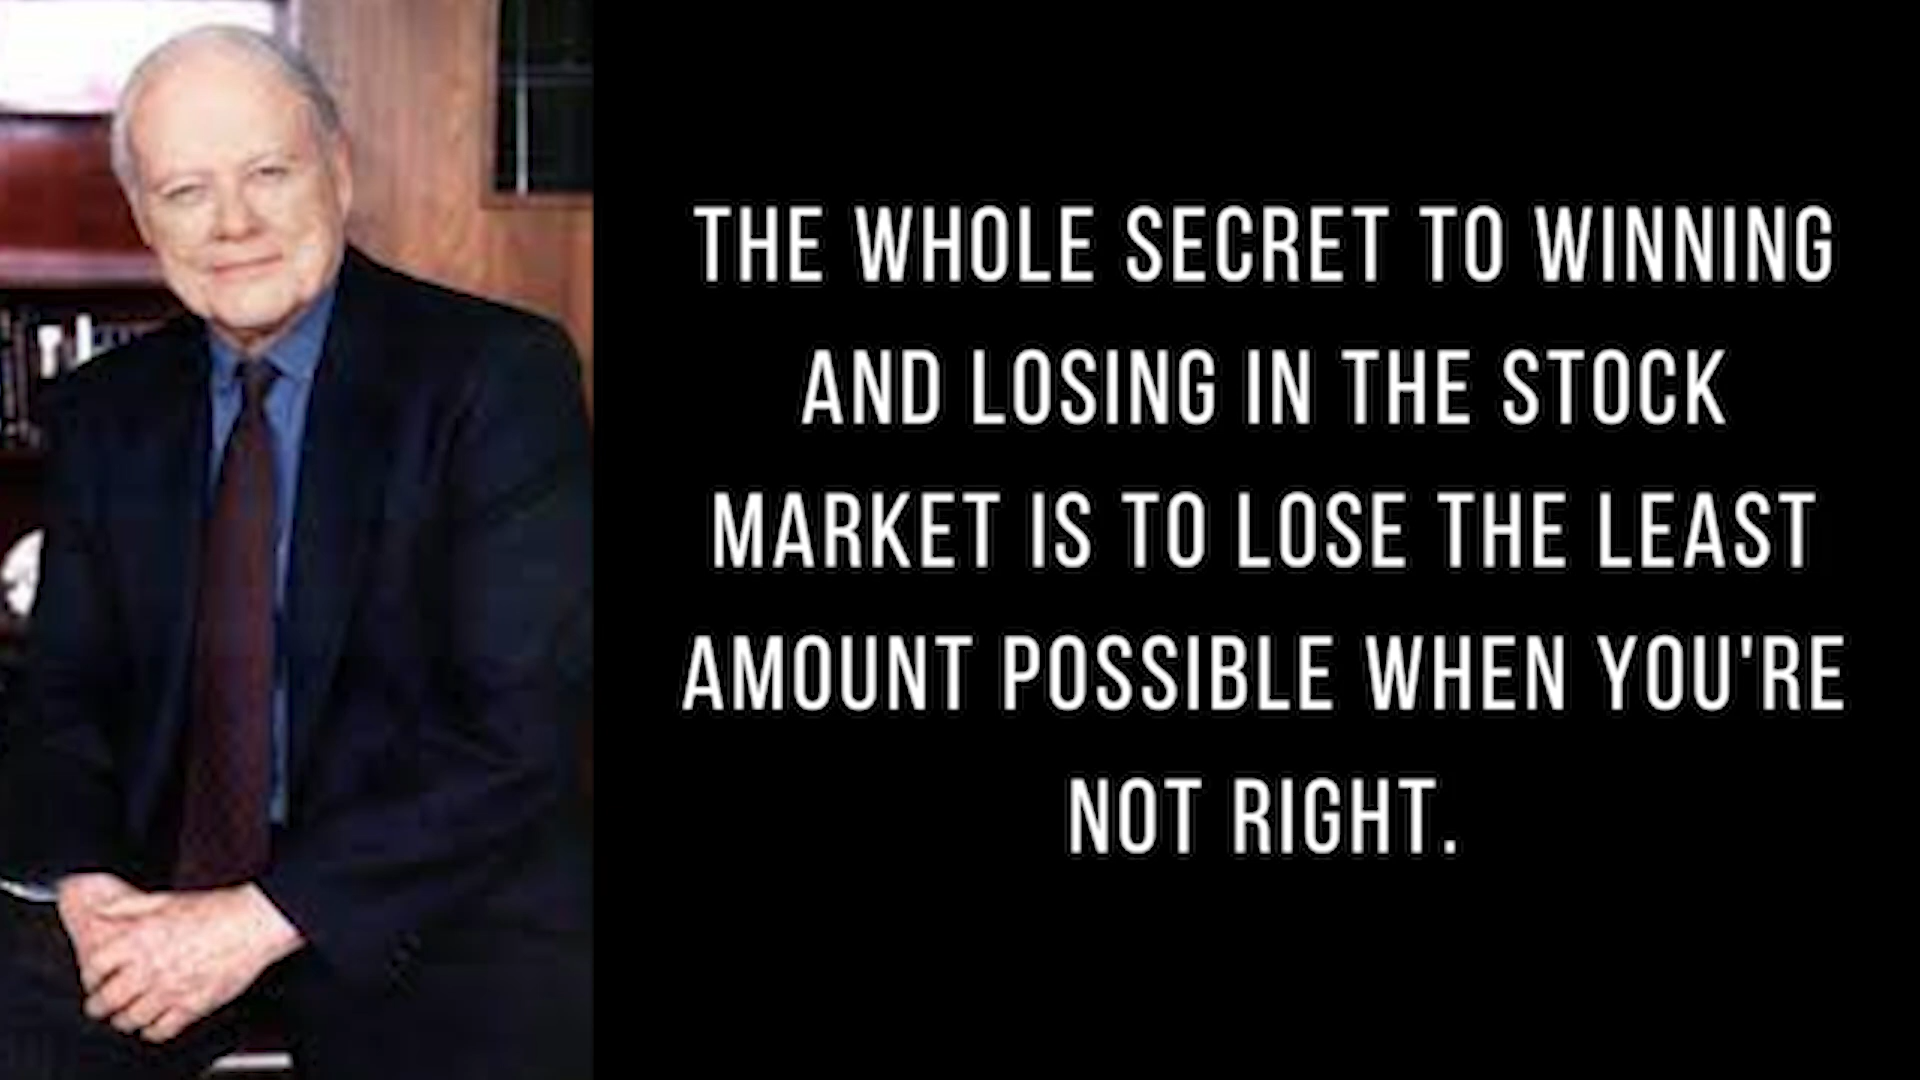 THE WHOLE SECRET TO WINNING
AND LOSING IN THE STOCK
MARKET IS TO LOSE THE LEAST
AMOUNT POSSIBLE WHEN YOU'RE
NOT RIGHT.